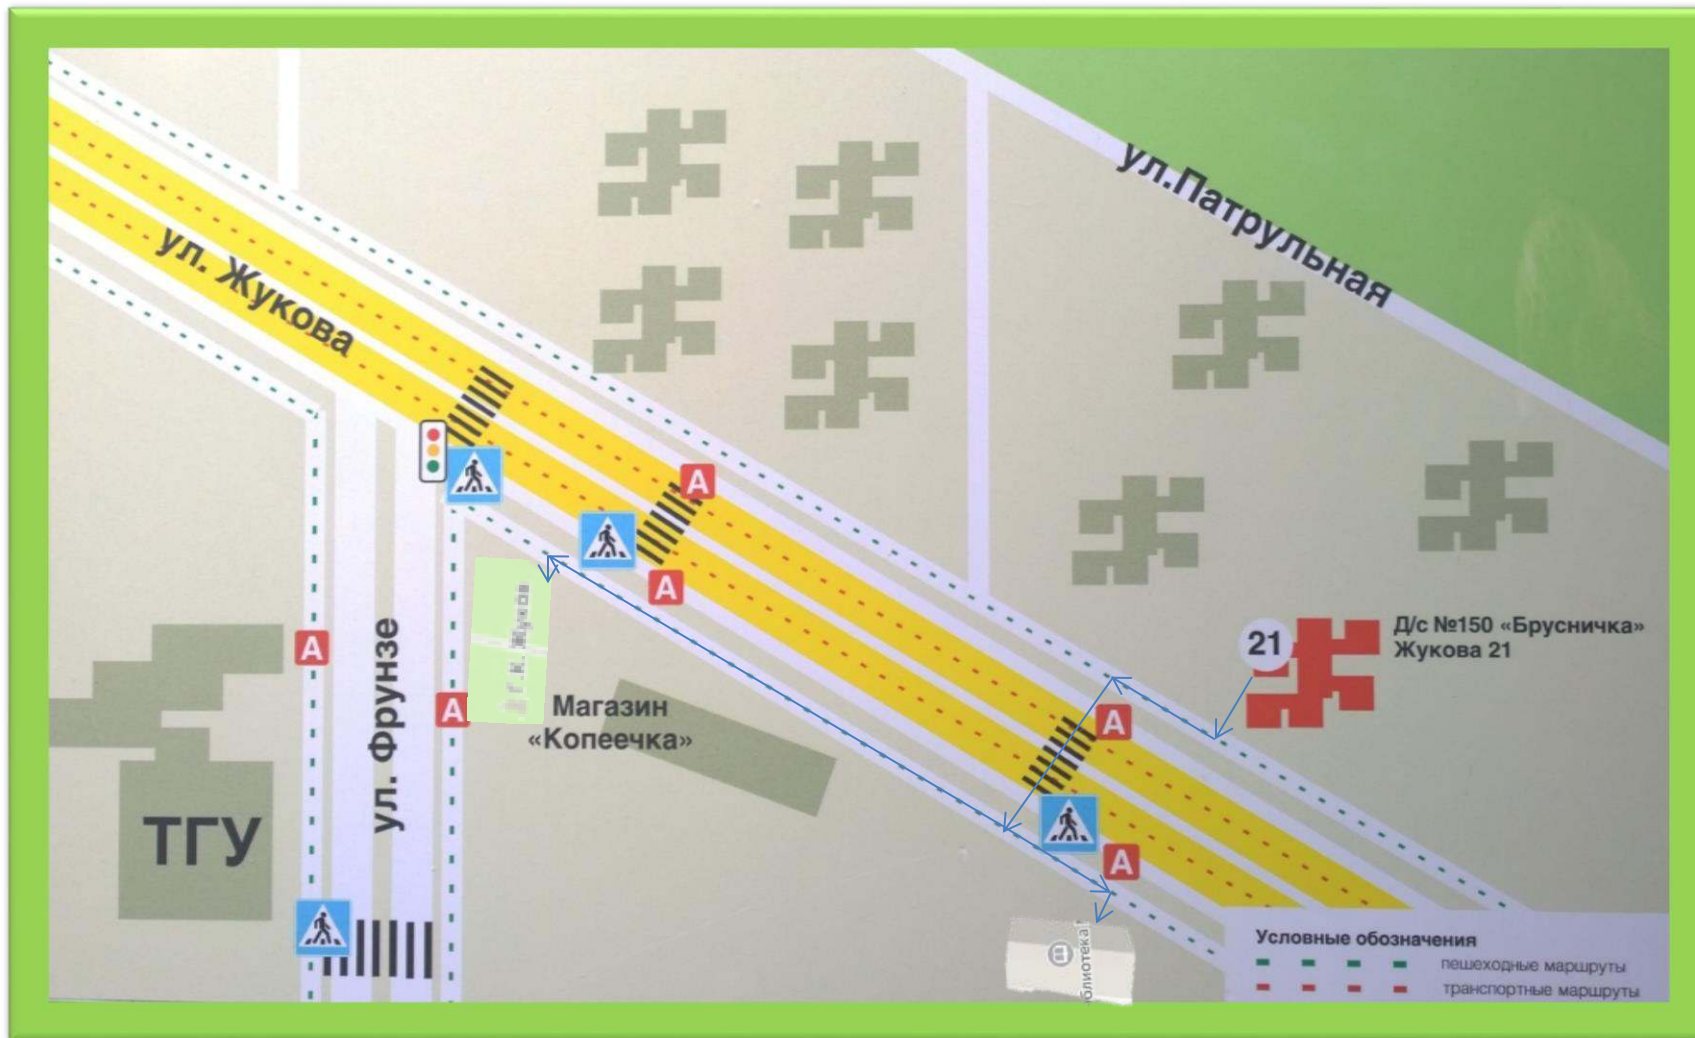 ул. Жукова
ул.Патрульная
А
А
21
Д/с №150 «Брусничка»
Жукова 21
А
ул. Фрунзе
А
Магазин
«Копеечка»
А
А
ТГУ
Условные обозначения
пешеходные маршруты
транспортные маршруты